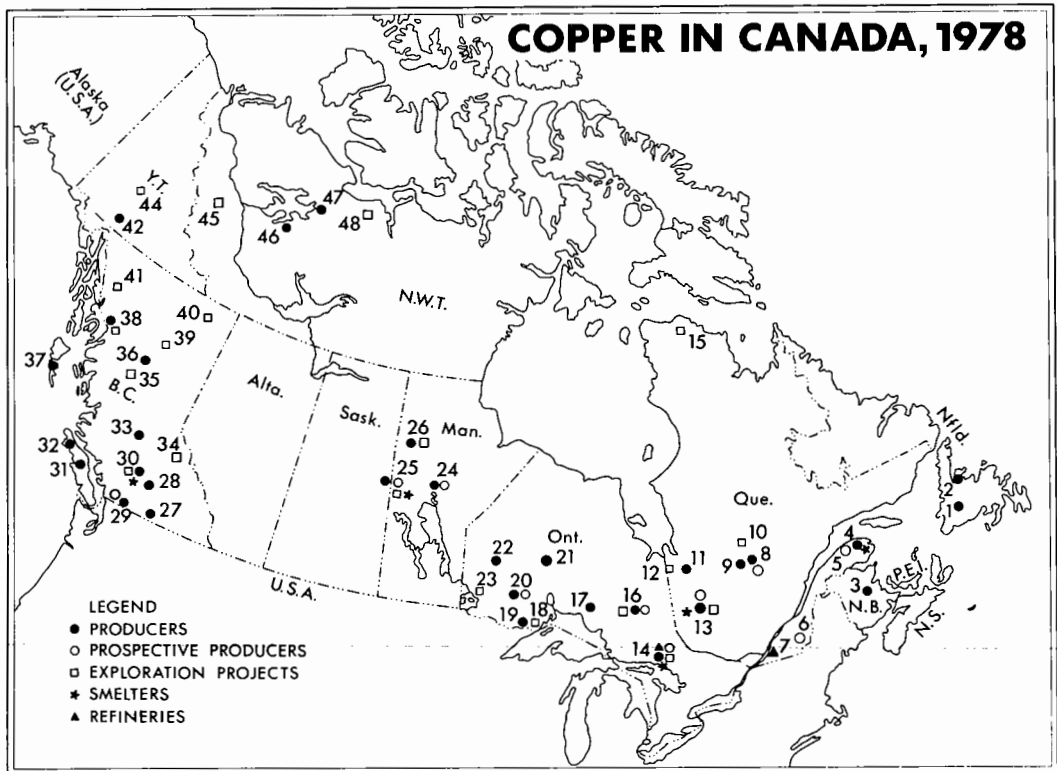 COPPER IN CANADA, 1978
Alaska
(U.S.A)
Y.T.
44
42
45
47
46
48
N.W.T.
41
38
40
39
37
36
35
B.C.
Alta.
Sask.
Man.
15
33
34
32
31
30
28
29
27
26
25
24
Nfld.
2
1
Que.
10
9
8
11
12
Ont.
22
21
23
20
19
18
17
16
13
14
4
5
P.E.I.
3
N.B.
N.S.
6
7
U.S.A.
LEGEND
● PRODUCERS
○ PROSPECTIVE PRODUCERS
□ EXPLORATION PROJECTS
★ SMELTERS
▲ REFINERIES